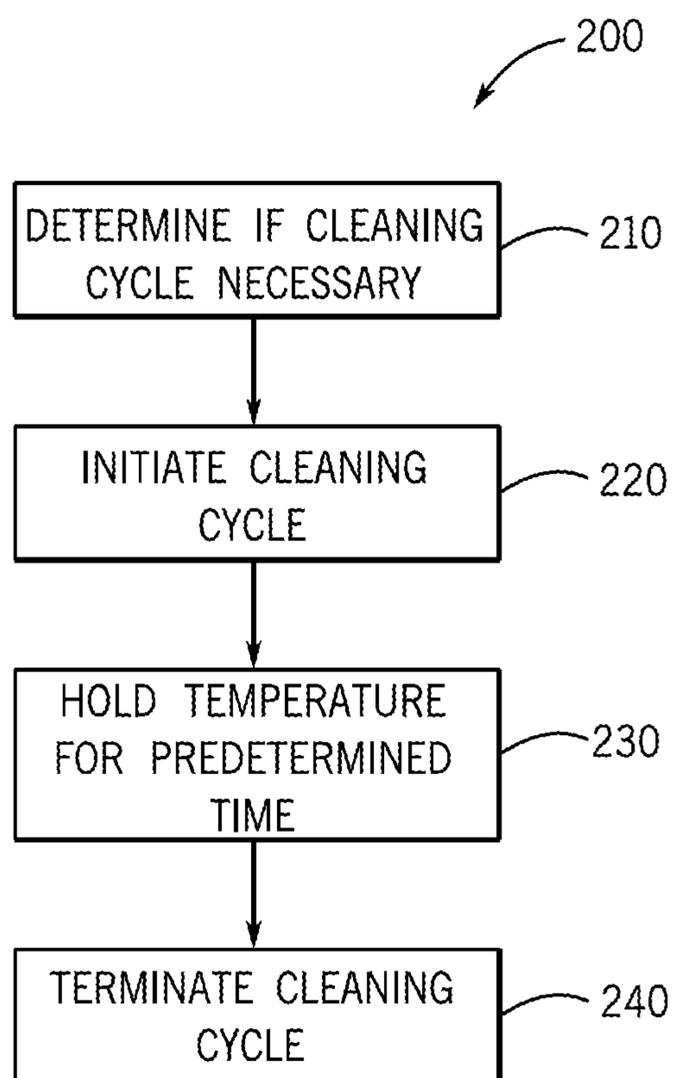 200
DETERMINE IF CLEANING
CYCLE NECESSARY
210
INITIATE CLEANING
CYCLE
220
HOLD TEMPERATURE
FOR PREDETERMINED
TIME
230
TERMINATE CLEANING
CYCLE
240